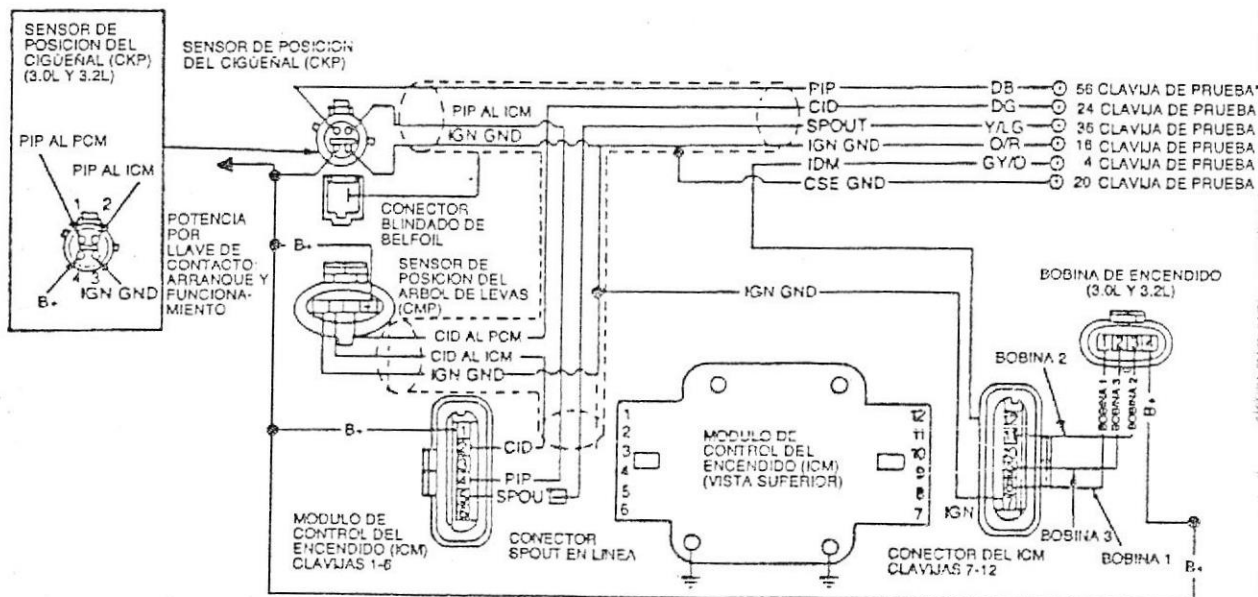 SENSOR DE
POSICION DEL
CIGÜEÑAL (CKP)
(3.0L Y 3.2L)
PIP AL PCM
PIP AL ICM
1 2
4 3
B+
IGN GND
SENSOR DE POSICION
DEL CIGÜEÑAL (CKP)
PIP AL ICM
IGN GND
POTENCIA
POR
LLAVE DE
CONTACTO:
ARRANQUE Y
FUNCIONA-
MIENTO
CONECTOR
BLINDADO DE
BELFOIL
B+
SENSOR DE
POSICION DEL
ARBOL DE LEVAS
(CMP)
CID AL PCM
CID AL ICM
IGN GND
PIP DB 56 CLAVIJA DE PRUEBA
CID DG 24 CLAVIJA DE PRUEBA
SPOUT Y/LG 36 CLAVIJA DE PRUEBA
IGN GND O/R 16 CLAVIJA DE PRUEBA
IDM GY/O 4 CLAVIJA DE PRUEBA
CSE GND 20 CLAVIJA DE PRUEBA
IGN GND
BOBINA DE ENCENDIDO
(3.0L Y 3.2L)
1 2 3 4
BOBINA 1
BOBINA 3
BOBINA 2
B+
B+
1
CID
PIP
SPOUT
MODULO DE
CONTROL DEL
ENCENDIDO (ICM)
CLAVIJAS 1-6
CONECTOR
SPOUT EN LINEA
1
2
3
4
5
6
MODULO DE
CONTROL DEL
ENCENDIDO (ICM)
(VISTA SUPERIOR)
12
11
10
9
8
7
IGN
BOBINA 2
BOBINA 3
BOBINA 1
CONECTOR DEL ICM
CLAVIJAS 7-12
B+